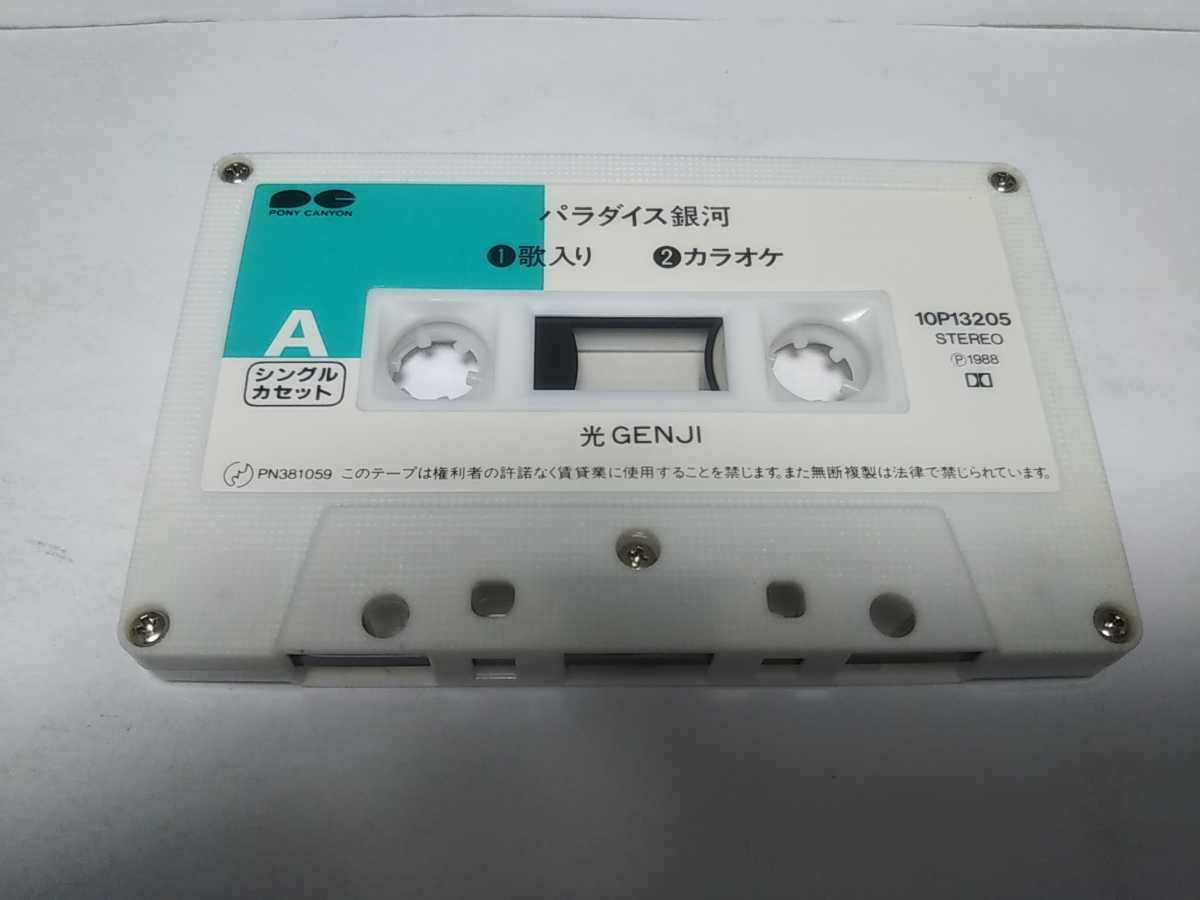 PONY CANYON
パラダイス銀河
❶歌入り ❷カラオケ
A
シングル
カセット
10P13205
STEREO
Ⓟ1988
光GENJI
PN381059 このテープは権利者の許諾なく賃貸業に使用することを禁じます。また無断複製は法律で禁じられています。